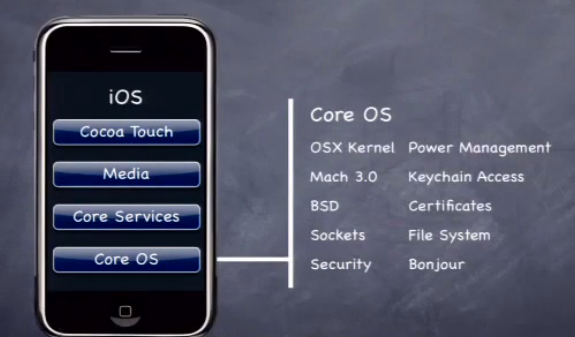 iOS
Cocoa Touch
Media
Core Services
Core OS
Core OS
OSX Kernel Power Management
Mach 3.0 Keychain Access
BSD Certificates
Sockets File System
Security Bonjour